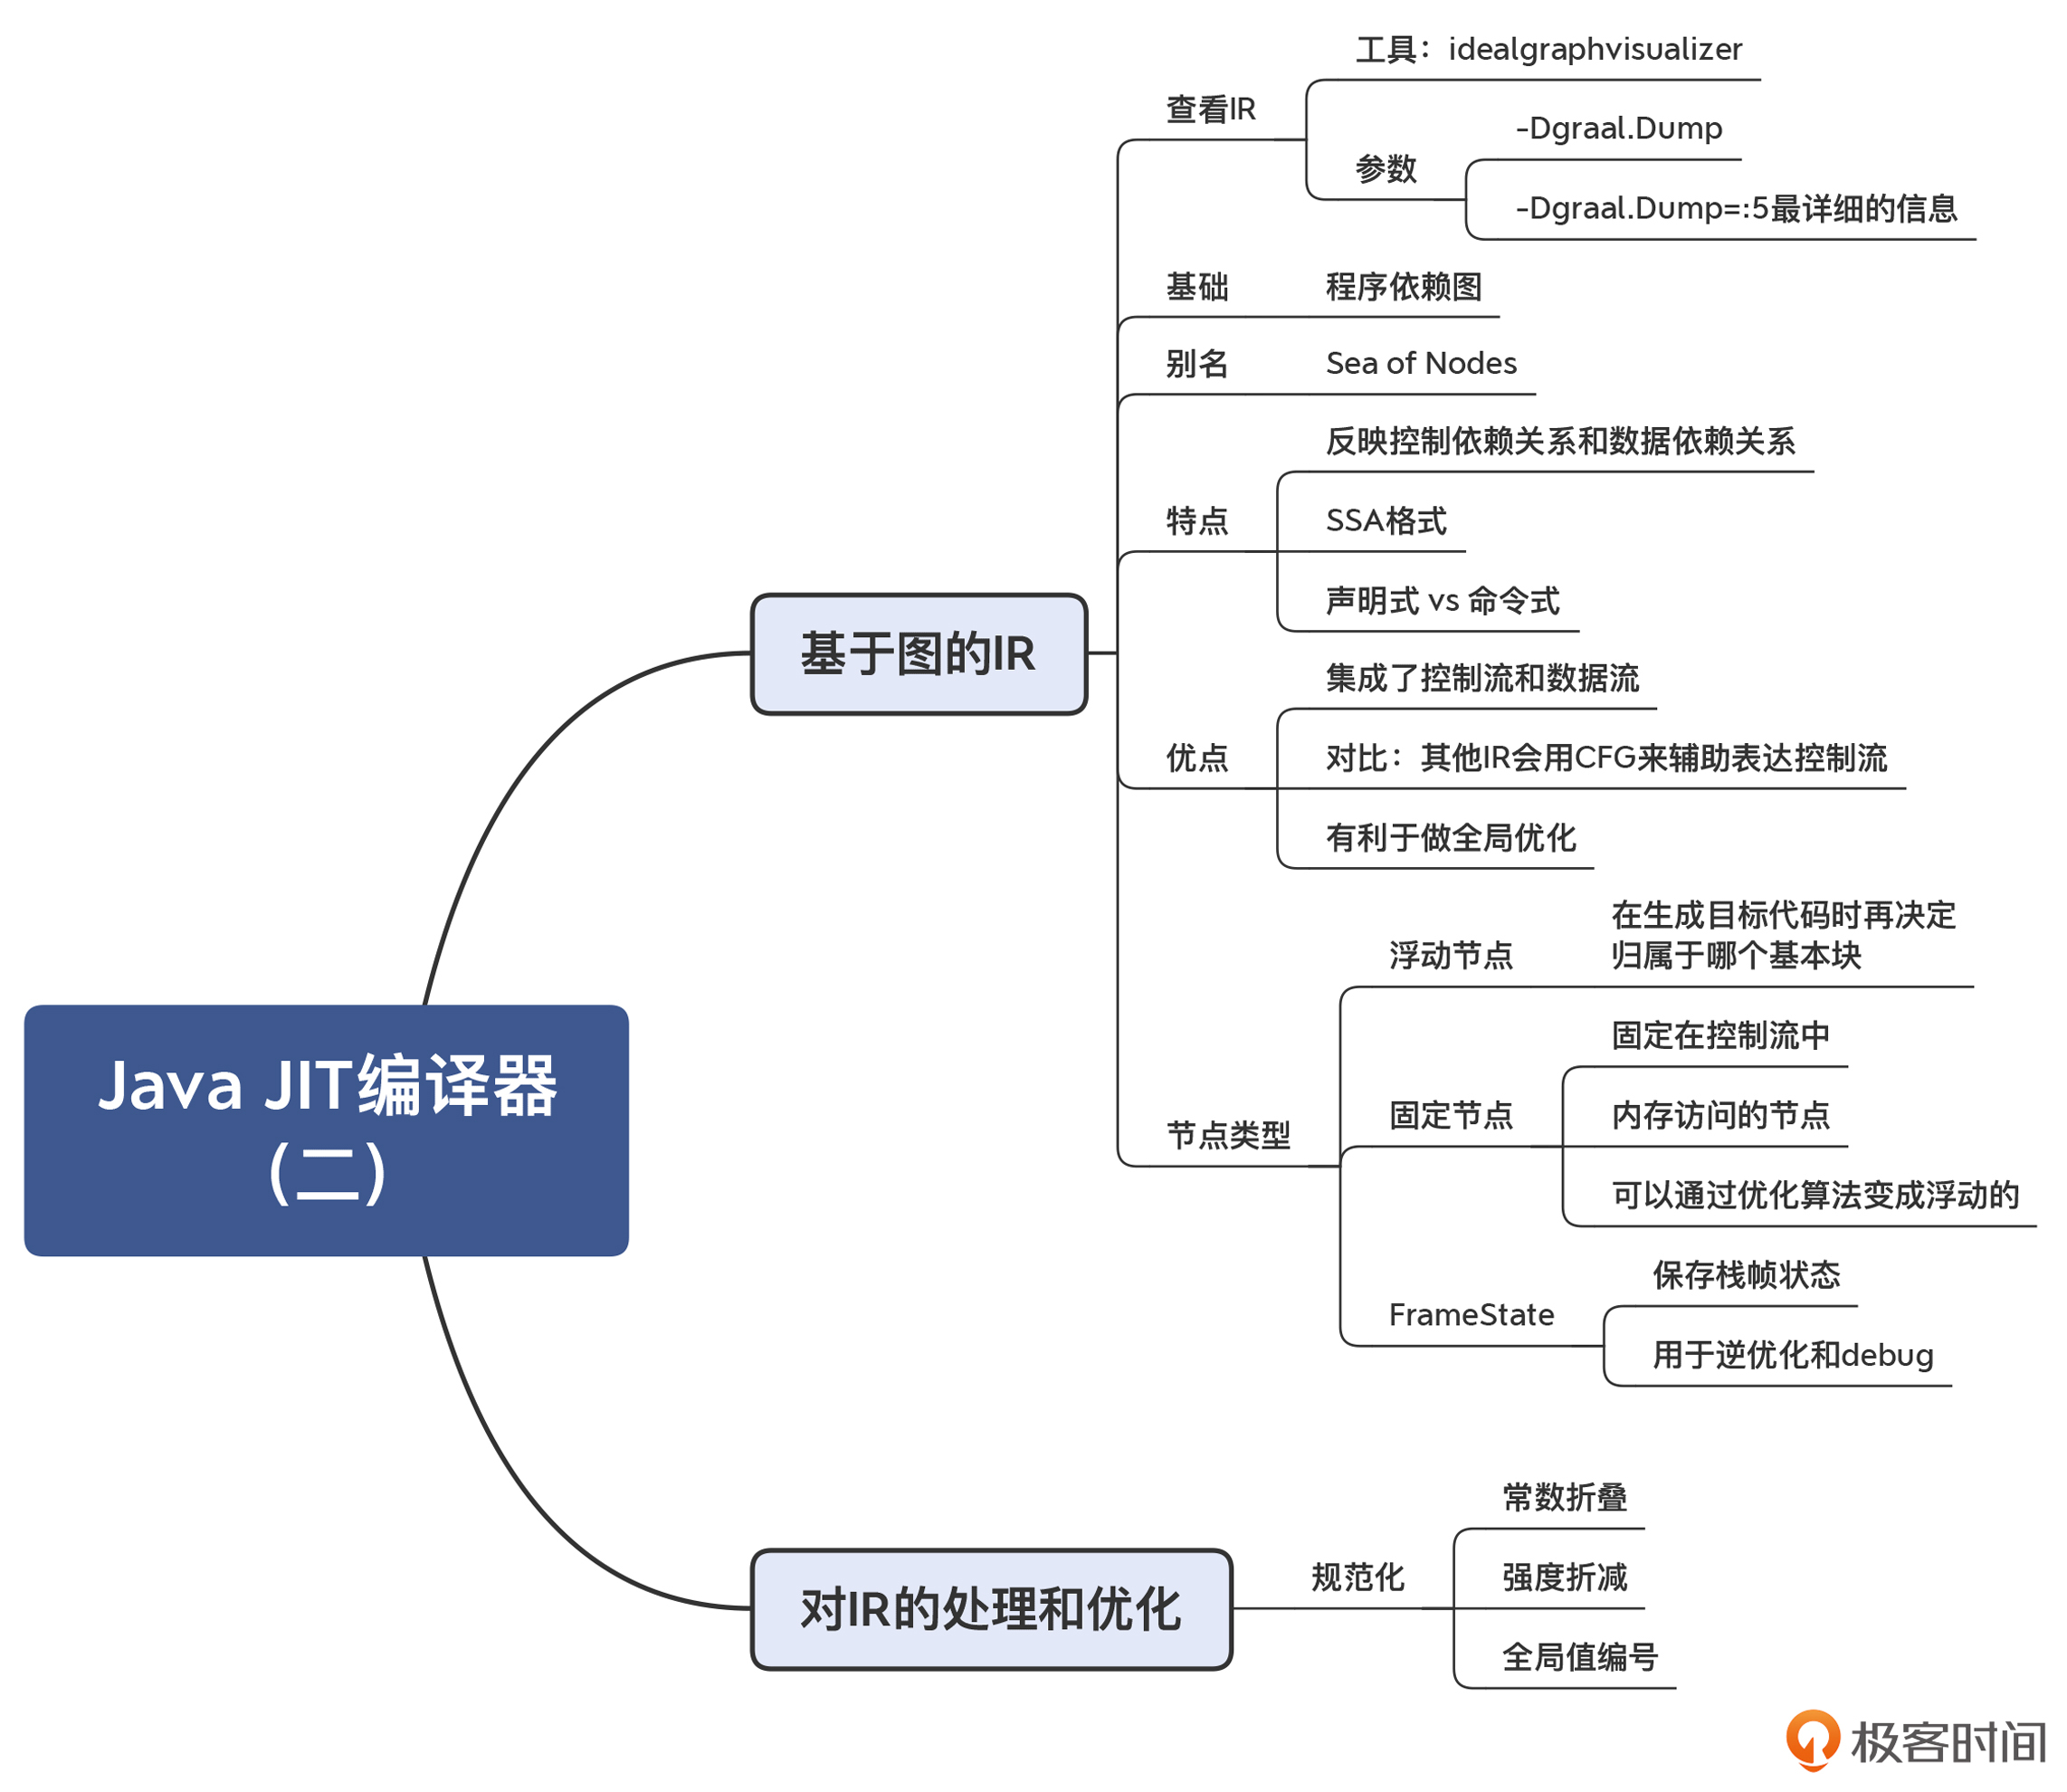 工具：idealgraphvisualizer
查看IR
-Dgraal.Dump
参数
-Dgraal.Dump=:5最详细的信息
基础
程序依赖图
别名
Sea of Nodes
反映控制依赖关系和数据依赖关系
特点
SSA格式
声明式 vs 命令式
基于图的IR
集成了控制流和数据流
优点
对比：其他IR会用CFG来辅助表达控制流
有利于做全局优化
在生成目标代码时再决定
归属于哪个基本块
浮动节点
固定在控制流中
固定节点
内存访问的节点
节点类型
可以通过优化算法变成浮动的
保存栈帧状态
FrameState
用于逆优化和debug
Java JIT编译器
(二)
常数折叠
规范化
强度折减
对IR的处理和优化
全局值编号
极客时间